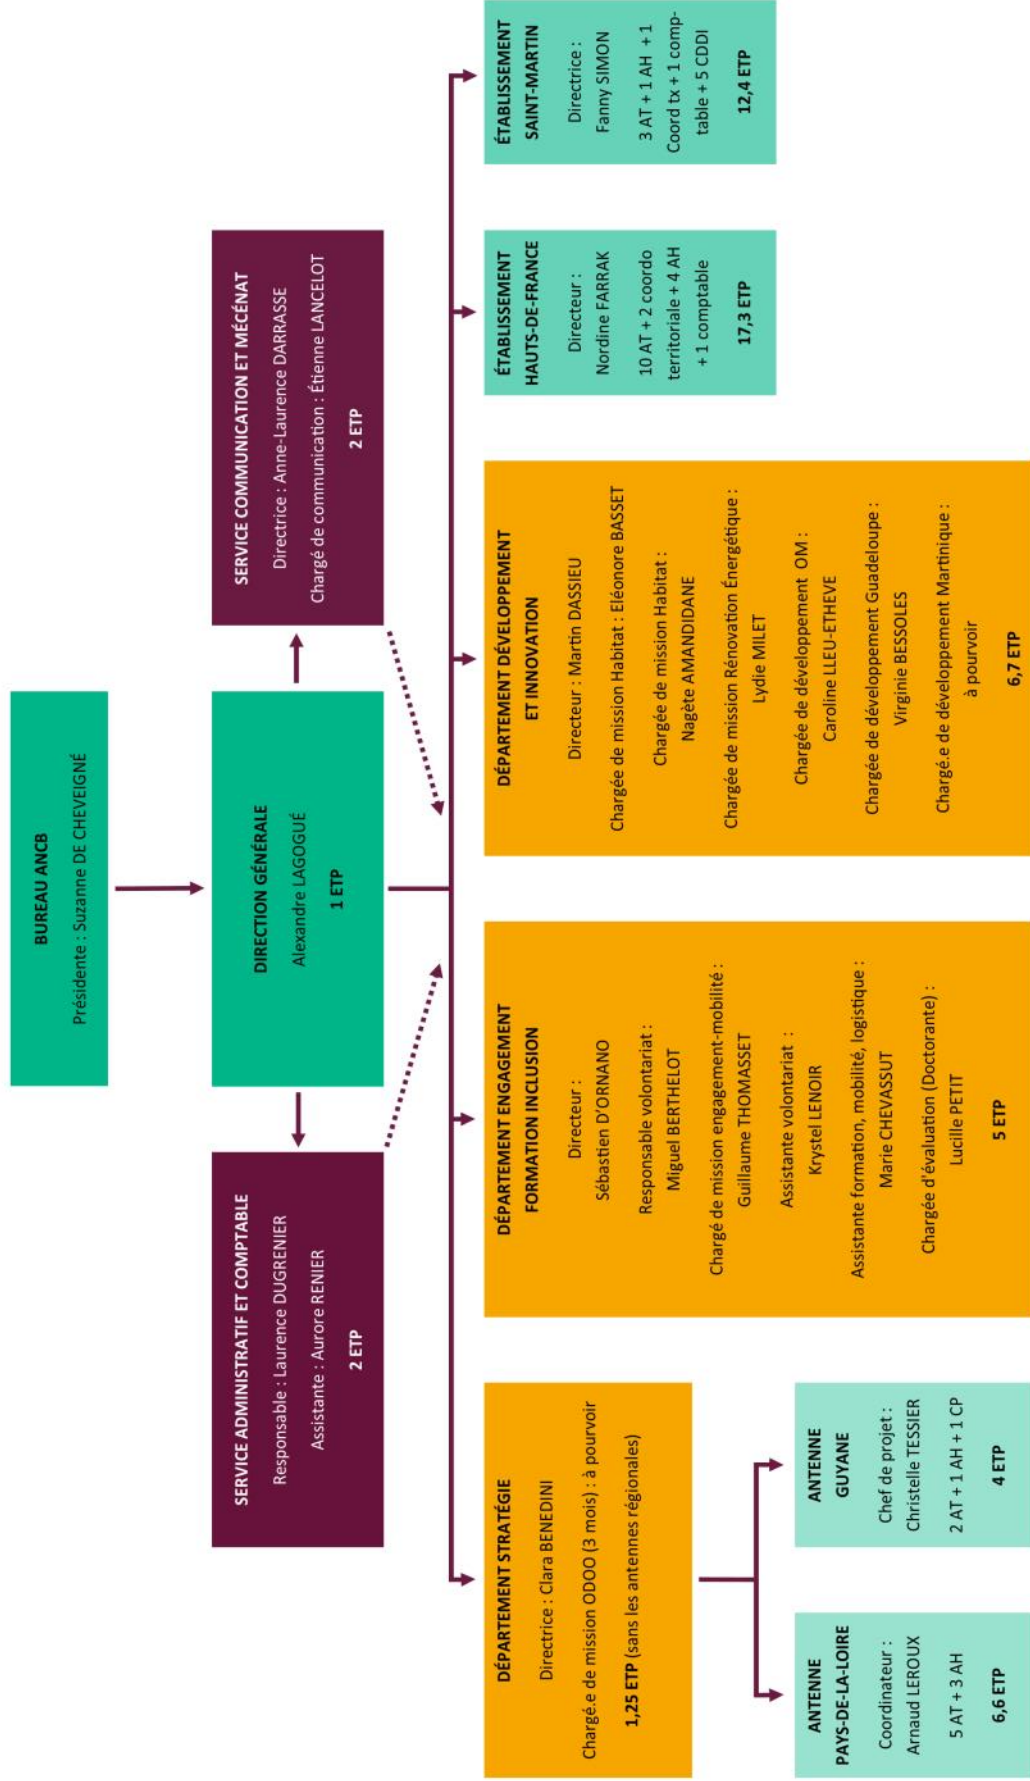 BUREAU ANCB
Présidente : Suzanne DE CHEVEIGNÉ
SERVICE ADMINISTRATIF ET COMPTABLE
Responsable : Laurence DUGRENIER
Assistante : Aurore RENIER
2 ETP
DIRECTION GÉNÉRALE
Alexandre LAGOGUÉ
1 ETP
SERVICE COMMUNICATION ET MÉCÉNAT
Directrice : Anne-Laurence DARRASSE
Chargé de communication : Étienne LANCELOT
2 ETP
DÉPARTEMENT STRATÉGIE
Directrice : Clara BENEDINI
Chargé.e de mission ODOO (3 mois) : à pourvoir
1,25 ETP (sans les antennes régionales)
DÉPARTEMENT ENGAGEMENT
FORMATION INCLUSION
Directeur :
Sébastien D'ORNANO
Responsable volontariat :
Miguel BERTHELOT
Chargé de mission engagement-mobilité :
Guillaume THOMASSET
Assistante volontariat :
Krystel LENOIR
Assistante formation, mobilité, logistique :
Marie CHEVASSUT
Chargée d'évaluation (Doctorante) :
Lucille PETIT
5 ETP
DÉPARTEMENT DÉVELOPPEMENT
ET INNOVATION
Directeur : Martin DASSIEU
Chargée de mission Habitat : Eléonore BASSET
Chargée de mission Habitat :
Nagète AMANDIDANE
Chargée de mission Rénovation Énergétique :
Lydie MILET
Chargée de développement OM :
Caroline LLEU-ETHEVE
Chargée de développement Guadeloupe :
Virginie BESSOLES
Chargé.e de développement Martinique :
à pourvoir
6,7 ETP
ÉTABLISSEMENT
HAUTS-DE-FRANCE
Directeur :
Nordine FARRAK
10 AT + 2 coordo
territoriale + 4 AH
+ 1 comptable
17,3 ETP
ÉTABLISSEMENT
SAINT-MARTIN
Directrice :
Fanny SIMON
3 AT + 1 AH + 1
Coord tx + 1 comp-
table + 5 CDDI
12,4 ETP
ANTENNE
PAYS-DE-LA-LOIRE
Coordinateur :
Arnaud LEROUX
5 AT + 3 AH
6,6 ETP
ANTENNE
GUYANE
Chef de projet :
Christelle TESSIER
2 AT + 1 AH + 1 CP
4 ETP